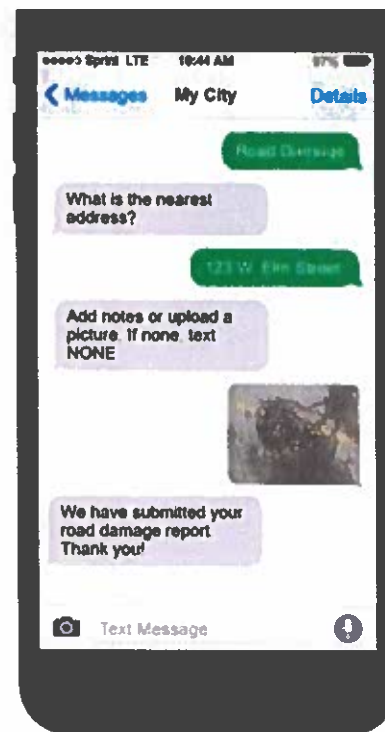 Sprint LTE 10:44 AM 97%
Messages My City Details
Road Damage
What is the nearest
address?
123 W. Elm Street
Add notes or upload a
picture. If none, text
NONE
We have submitted your
road damage report
Thank you!
Text Message